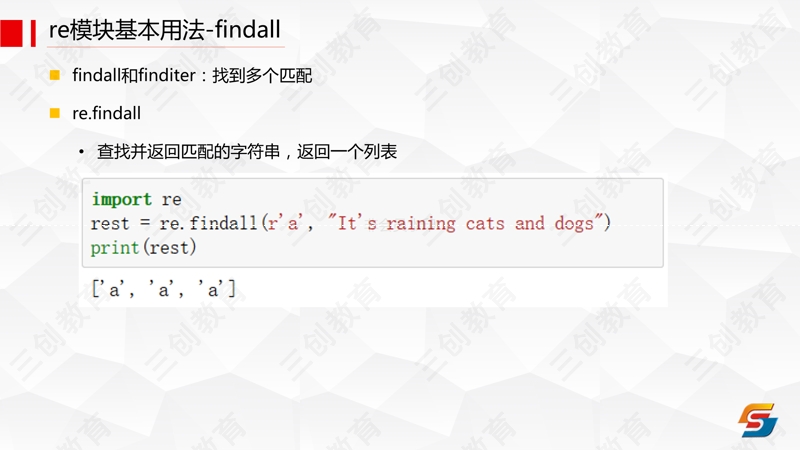 re模块基本用法-findall
findall和finditer：找到多个匹配
re.findall
查找并返回匹配的字符串，返回一个列表
import re
rest = re.findall(r'a', "It's raining cats and dogs")
print(rest)
['a', 'a', 'a']
三创教育